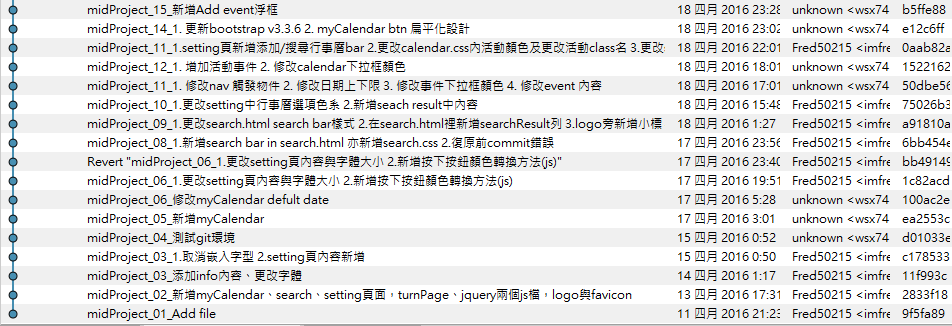 midProject_15_新增Add event浮框 18 四月 2016 23:28 unknown <wsx74 b5ffe88
midProject_14_1. 更新bootstrap v3.3.6 2. myCalendar btn 扁平化設計 18 四月 2016 23:02 unknown <wsx74 e12c6ff
midProject_11_1.setting頁新增添加/搜尋行事曆bar 2.更改calendar.css內活動顏色及更改活動class名 3.更改 18 四月 2016 22:01 Fred50215 <imfre 0aab82a
midProject_12_1. 增加活動事件 2. 修改calendar下拉框顏色 18 四月 2016 18:01 unknown <wsx74 1522162
midProject_11_1. 修改nav 觸發物件 2. 修改日期上下限 3. 修改事件下拉框顏色 4. 修改event 內容 18 四月 2016 17:01 unknown <wsx74 50dbe56
midProject_10_1.更改setting中行事曆選項色系 2.新增seach result中內容 18 四月 2016 15:48 Fred50215 <imfre 75026b3
midProject_09_1.更改search.html search bar樣式 2.在search.html裡新增searchResult列 3.logo旁新增小標 18 四月 2016 1:27 Fred50215 <imfre a91810a
midProject_08_1.新增search bar in search.html 亦新增search.css 2.復原前commit錯誤 17 四月 2016 23:56 Fred50215 <imfre 6bb454e
Revert "midProject_06_1.更改setting頁內容與字體大小 2.新增按下按鈕顏色轉換方法(js)" 17 四月 2016 23:40 Fred50215 <imfre bb49149
midProject_06_1.更改setting頁內容與字體大小 2.新增按下按鈕顏色轉換方法(js) 17 四月 2016 19:51 Fred50215 <imfre 1c82acd
midProject_06_修改myCalendar defult date 17 四月 2016 5:28 unknown <wsx74 100ac2e
midProject_05_新增myCalendar 17 四月 2016 3:01 unknown <wsx74 ea2553c
midProject_04_測試git環境 15 四月 2016 0:52 unknown <wsx74 d01033e
midProject_03_1.取消嵌入字型 2.setting頁內容新增 15 四月 2016 0:50 Fred50215 <imfre c178533
midProject_03_添加info內容、更改字體 14 四月 2016 1:17 Fred50215 <imfre 11f993c
midProject_02_新增myCalendar、search、setting頁面，turnPage、jquery兩個js檔，logo與favicon 13 四月 2016 17:31 Fred50215 <imfre 2833f18
midProject_01_Add file 11 四月 2016 21:23 Fred50215 <imfre 9f5fa89